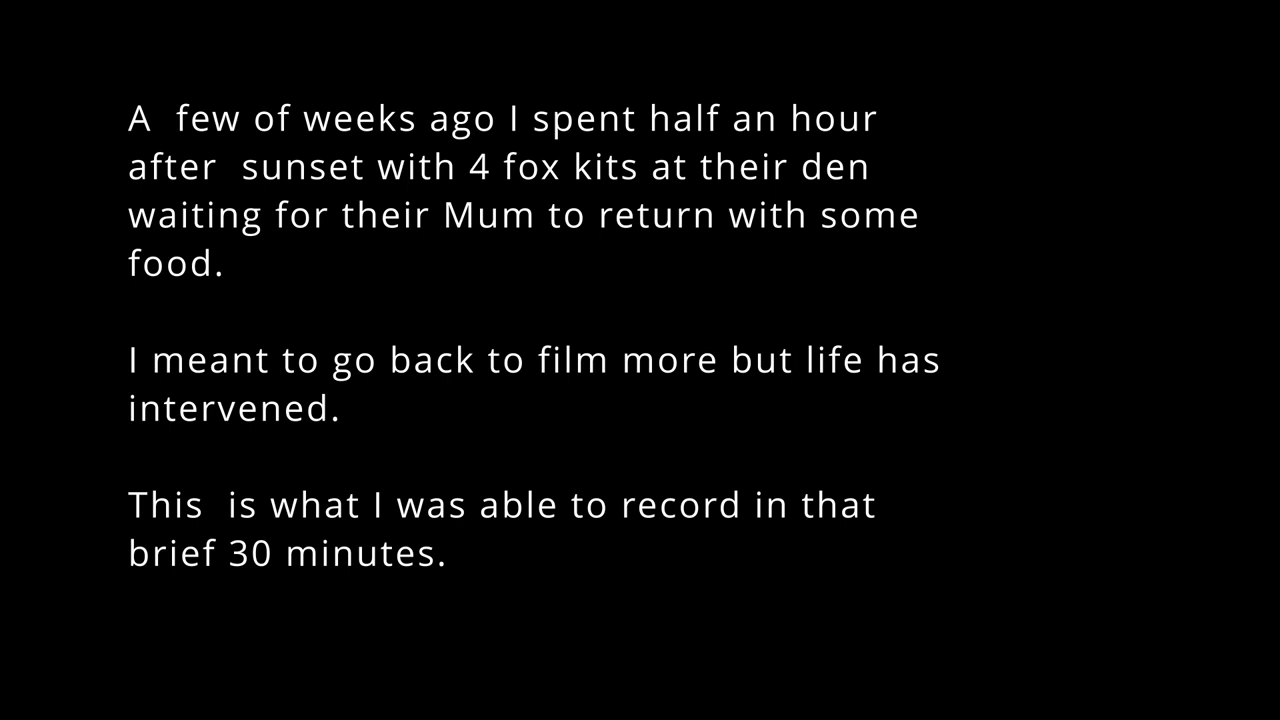 A  few of weeks ago I spent half an hour
after  sunset with 4 fox kits at their den
waiting for their Mum to return with some
food.
I meant to go back to film more but life has
intervened.
This  is what I was able to record in that
brief 30 minutes.